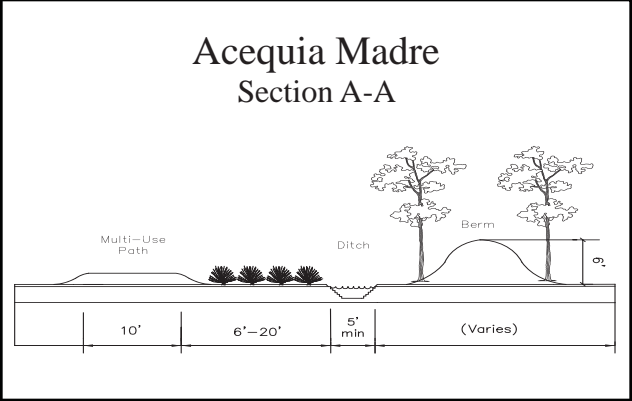 Acequia Madre
Section A-A
Multi-Use
Path
Ditch
Berm
6'
10'
6'-20'
5'
min
(Varies)